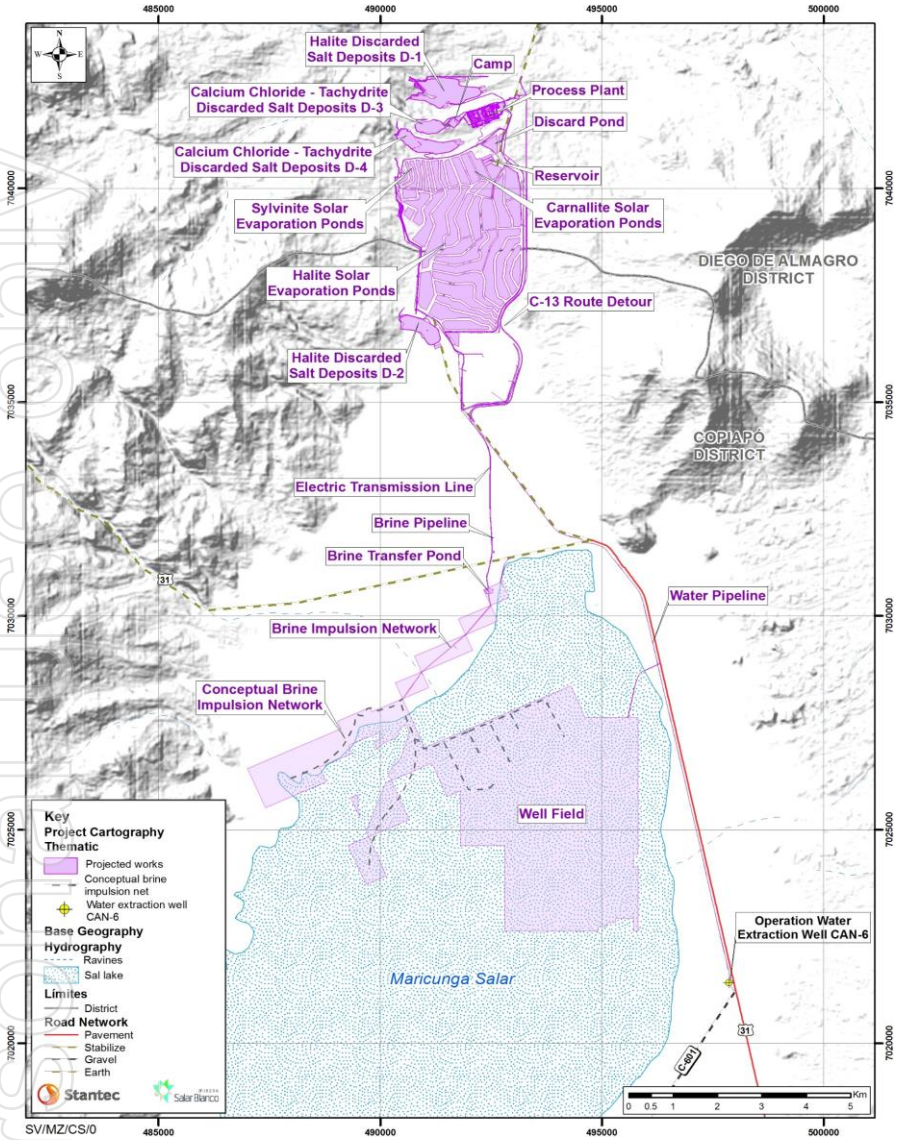 485000
490000
495000
500000
N
W E
S
Halite Discarded
Salt Deposits D-1
Camp
Calcium Chloride - Tachydrite
Discarded Salt Deposits D-3
Process Plant
Discard Pond
Calcium Chloride - Tachydrite
Discarded Salt Deposits D-4
Reservoir
7040000
7040000
Sylvinite Solar
Evaporation Ponds
Carnallite Solar
Evaporation Ponds
DIEGO DE ALMAGRO
DISTRICT
Halite Solar
Evaporation Ponds
C-13 Route Detour
Halite Discarded
Salt Deposits D-2
7035000
7035000
COPIAPÓ
DISTRICT
Electric Transmission Line
Brine Pipeline
Brine Transfer Pond
31
Water Pipeline
7030000
7030000
Brine Impulsion Network
Conceptual Brine
Impulsion Network
Well Field
7025000
7025000
Key
Project Cartography
Thematic
Projected works
Conceptual brine
impulsion net
Water extraction well
CAN-6
Base Geography
Hydrography
Ravines
Sal lake
Límites
District
Road Network
Pavement
Stabilize
Gravel
Earth
Stantec
Salar Blanco
Operation Water
Extraction Well CAN-6
Maricunga Salar
7020000
7020000
31
C-601
0 0.5 1 2 3 4 5 Km
485000
490000
495000
500000
SV/MZ/CS/0